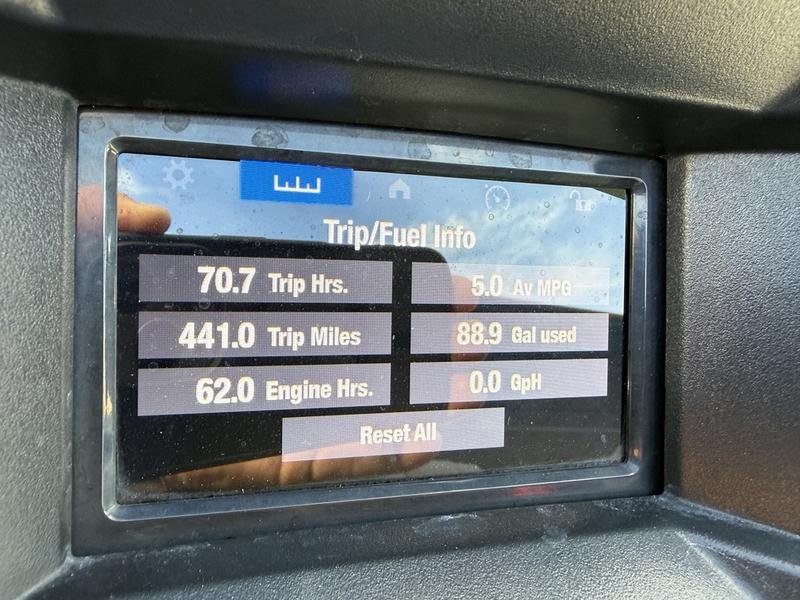 Trip/Fuel Info
70.7 Trip Hrs.
5.0 Av MPG
441.0 Trip Miles
88.9 Gal used
62.0 Engine Hrs.
0.0 GpH
Reset All